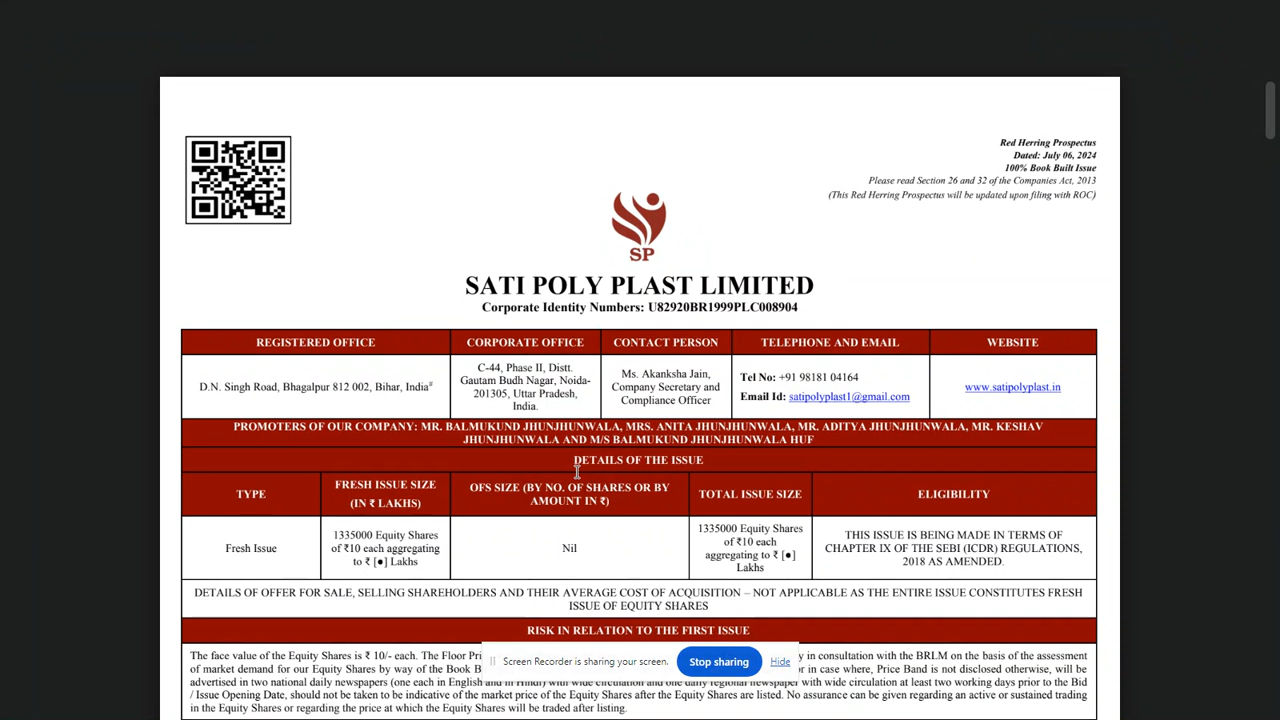 Red Herring Prospectus
Dated: July 06, 2024
100% Book Built Issue
Please read Section 26 and 32 of the Companies Act, 2013
(This Red Herring Prospectus will be updated upon filing with ROC)
SP
SATI POLY PLAST LIMITED
Corporate Identity Numbers: U82920BR1999PLC008904
REGISTERED OFFICE CORPORATE OFFICE CONTACT PERSON TELEPHONE AND EMAIL WEBSITE
D.N. Singh Road, Bhagalpur 812 002, Bihar, India#
C-44, Phase II, Distt.
Gautam Budh Nagar, Noida-
201305, Uttar Pradesh,
India.
Ms. Akanksha Jain,
Company Secretary and
Compliance Officer
Tel No: +91 98181 04164
Email Id: satipolyplast1@gmail.com
www.satipolyplast.in
PROMOTERS OF OUR COMPANY: MR. BALMUKUND JHUNJHUNWALA, MRS. ANITA JHUNJHUNWALA, MR. ADITYA JHUNJHUNWALA, MR. KESHAV
JHUNJHUNWALA AND M/S BALMUKUND JHUNJHUNWALA HUF
DETAILS OF THE ISSUE
TYPE
FRESH ISSUE SIZE
(IN ₹ LAKHS)
OFS SIZE (BY NO. OF SHARES OR BY
AMOUNT IN ₹)
TOTAL ISSUE SIZE
ELIGIBILITY
Fresh Issue
1335000 Equity Shares
of ₹10 each aggregating
to ₹ [●] Lakhs
Nil
1335000 Equity Shares
of ₹10 each
aggregating to ₹ [●]
Lakhs
THIS ISSUE IS BEING MADE IN TERMS OF
CHAPTER IX OF THE SEBI (ICDR) REGULATIONS,
2018 AS AMENDED.
DETAILS OF OFFER FOR SALE, SELLING SHAREHOLDERS AND THEIR AVERAGE COST OF ACQUISITION – NOT APPLICABLE AS THE ENTIRE ISSUE CONSTITUTES FRESH
ISSUE OF EQUITY SHARES
RISK IN RELATION TO THE FIRST ISSUE
The face value of the Equity Shares is ₹ 10/- each. The Floor Pri y in consultation with the BRLM on the basis of the assessment
of market demand for our Equity Shares by way of the Book B r in case where, Price Band is not disclosed otherwise, will be
advertised in two national daily newspapers (one each in English and in Hindi) with wide circulation and one daily regional newspaper with wide circulation at least two working days prior to the Bid
/ Issue Opening Date, should not be taken to be indicative of the market price of the Equity Shares after the Equity Shares are listed. No assurance can be given regarding an active or sustained trading
in the Equity Shares or regarding the price at which the Equity Shares will be traded after listing.
Screen Recorder is sharing your screen. Stop sharing Hide